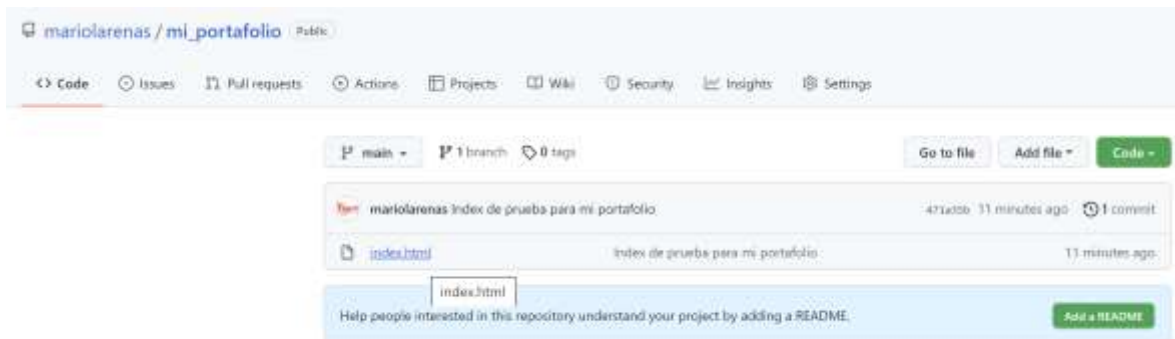 mariolarenas / mi_portafolio Public
Code Issues Pull requests Actions Projects Wiki Security Insights Settings
main 1 branch 0 tags Go to file Add file Code
mariolarenas Index de prueba para mi portafolio 11 minutes ago 1 commit
index.html Index de prueba para mi portafolio 11 minutes ago
index.html
Help people interested in this repository understand your project by adding a README. Add a README